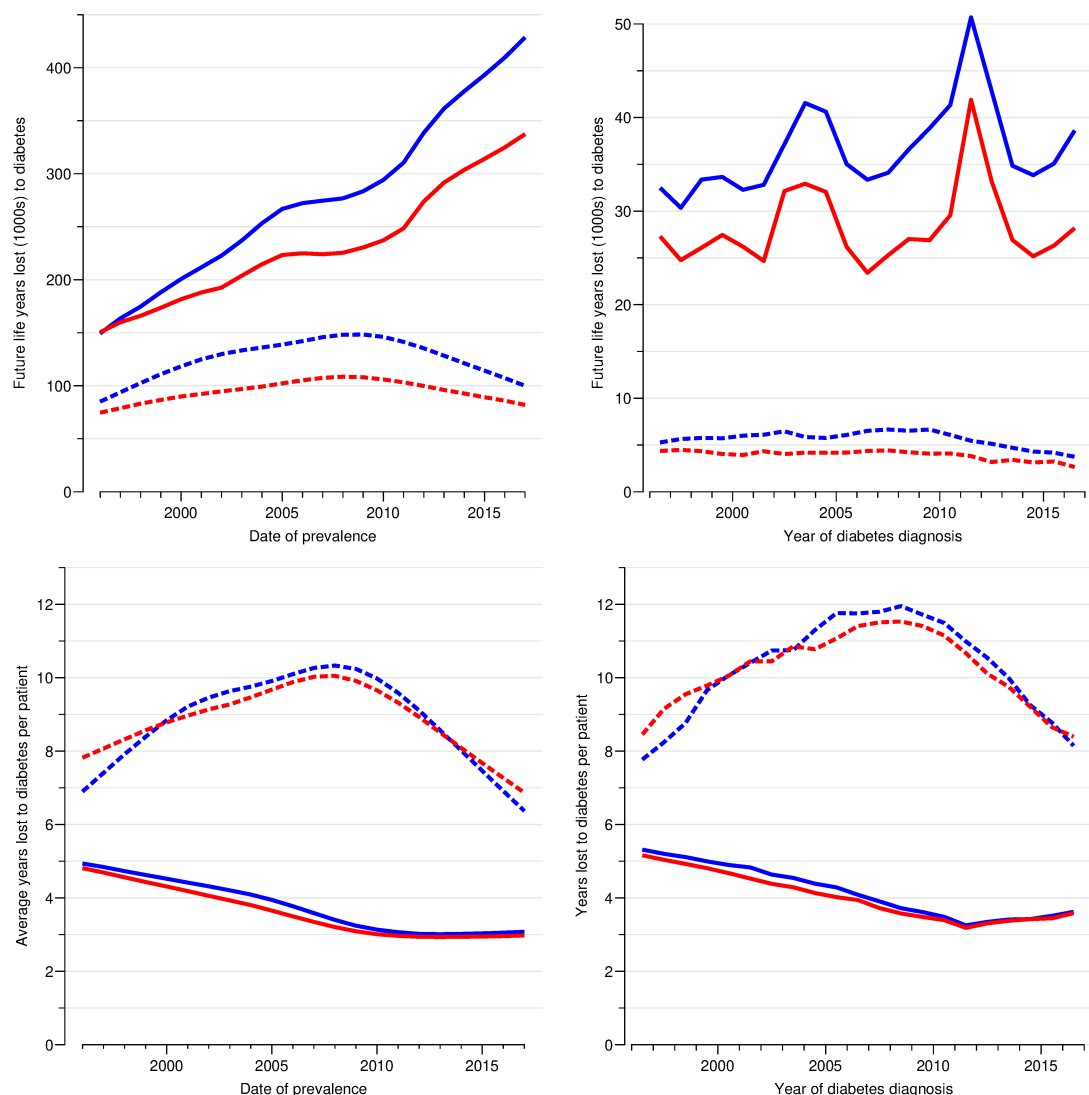 Future life years lost (1000s) to diabetes
400
300
200
100
0
2000 2005 2010 2015
Date of prevalence
Future life years lost (1000s) to diabetes
50
40
30
20
10
0
2000 2005 2010 2015
Year of diabetes diagnosis
Average years lost to diabetes per patient
12
10
8
6
4
2
0
2000 2005 2010 2015
Date of prevalence
Years lost to diabetes per patient
12
10
8
6
4
2
0
2000 2005 2010 2015
Year of diabetes diagnosis